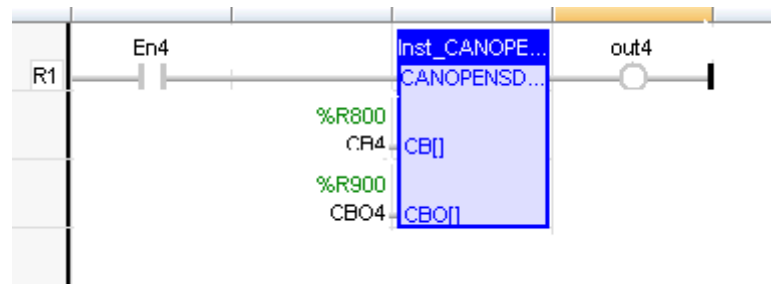 En4
Inst_CANOPE...
out4
R1
CANOPENSD...
%R800
CB4
CB[]
%R900
CBO4
CBO[]